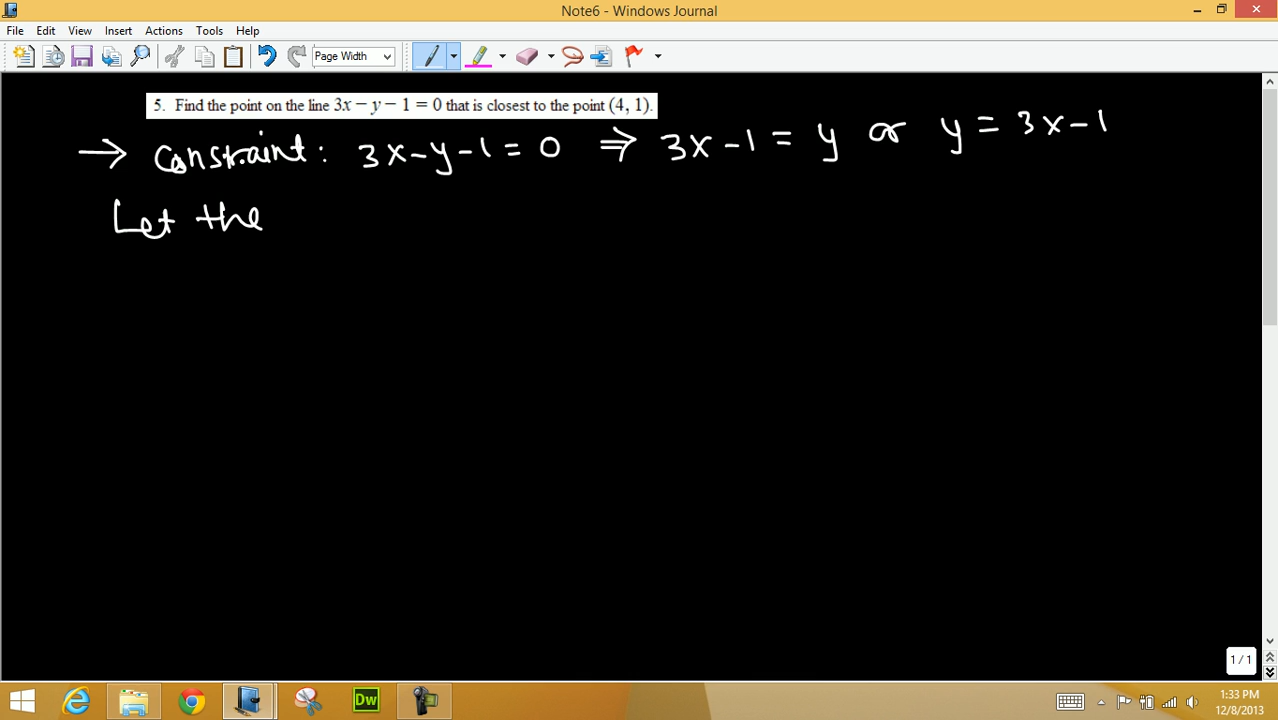 Note6 - Windows Journal
File Edit View Insert Actions Tools Help
Page Width
5. Find the point on the line 3x − y − 1 = 0 that is closest to the point (4, 1).
→ Constraint: 3x-y-1=0 ⇒ 3x-1=y or y=3x-1
Let the
1/1
Dw
1:33 PM
12/8/2013